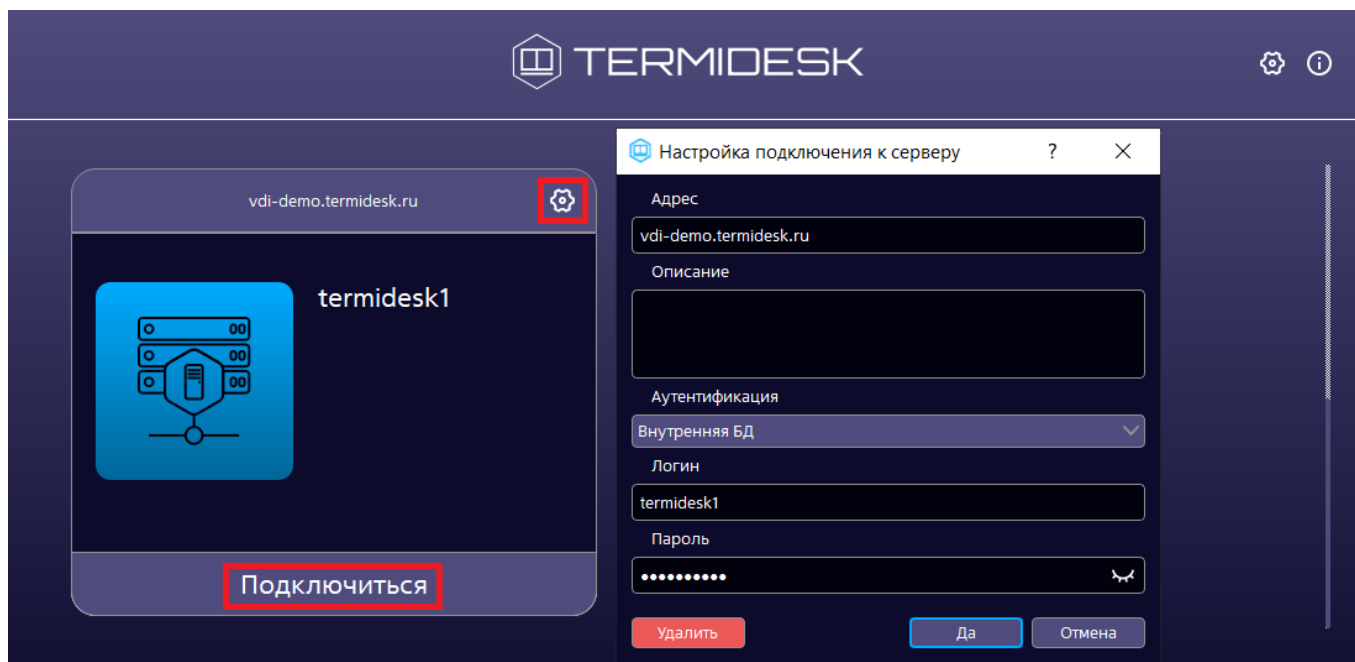 TERMIDESK
vdi-demo.termidesk.ru
termidesk1
Подключиться
Настройка подключения к серверу
?
Адрес
vdi-demo.termidesk.ru
Описание
Аутентификация
Внутренняя БД
Логин
termidesk1
Пароль
••••••••••
Удалить
Да
Отмена